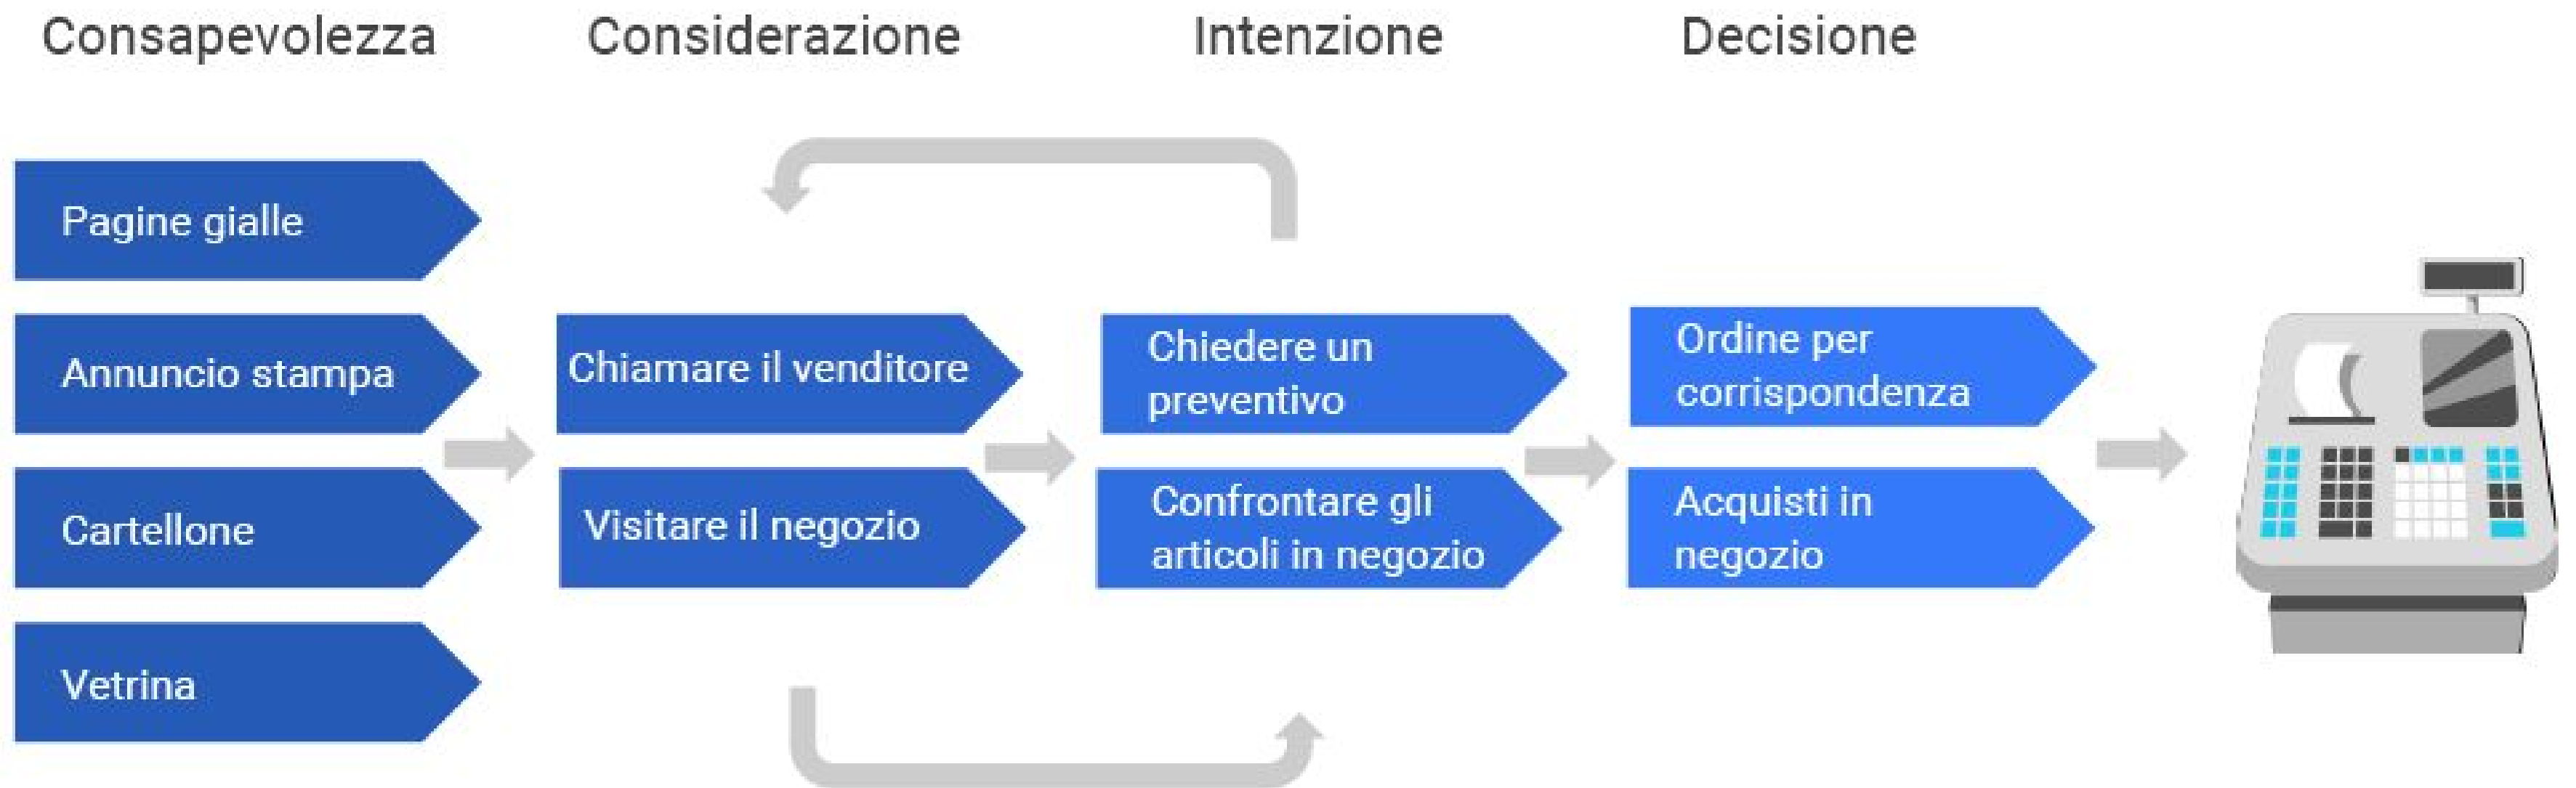 Consapevolezza
Considerazione
Intenzione
Decisione
Pagine gialle
Annuncio stampa
Cartellone
Vetrina
Chiamare il venditore
Visitare il negozio
Chiedere un
preventivo
Confrontare gli
articoli in negozio
Ordine per
corrispondenza
Acquisti in
negozio